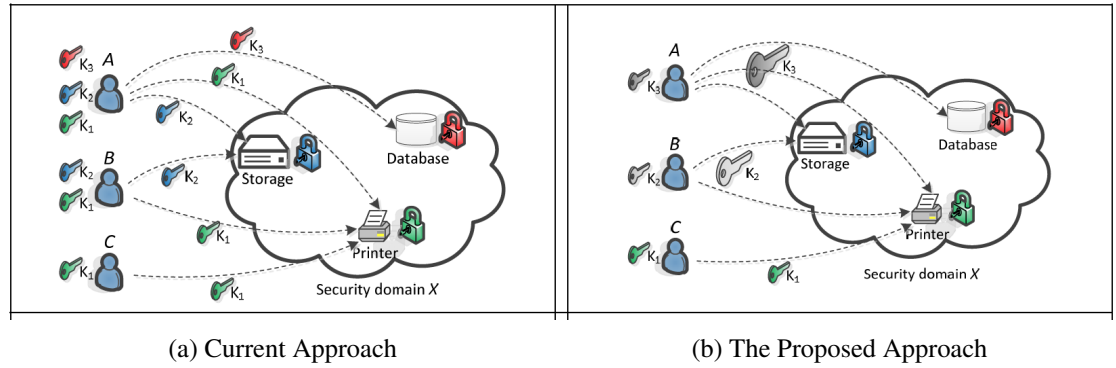 A
K₃
K₃
K₂
K₁
K₁
K₂
Database
B
K₂
K₁
K₂
Storage
K₁
Printer
C
K₁
K₁
Security domain X
(a) Current Approach
A
K₃
K₃
Database
B
K₂
K₂
Storage
Printer
C
K₁
K₁
Security domain X
(b) The Proposed Approach